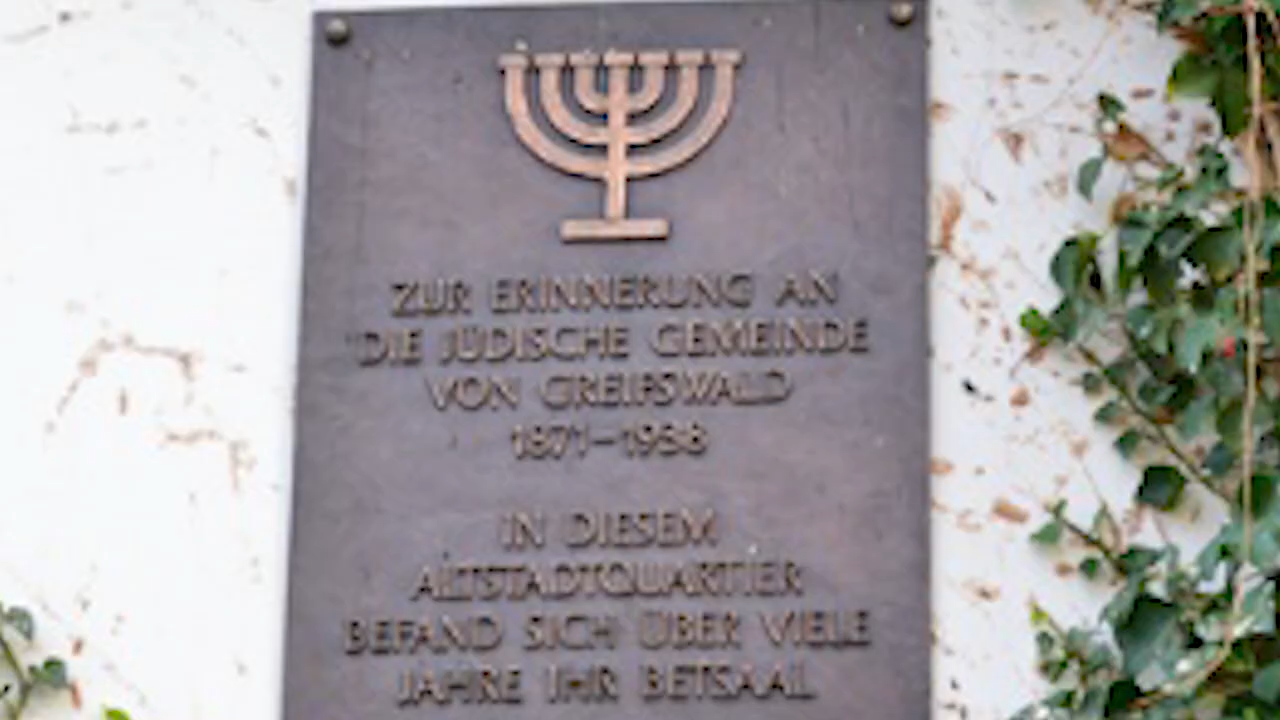 ZUR ERINNERUNG AN
DIE JÜDISCHE GEMEINDE
VON GREIFSWALD
1871–1938
IN DIESEM
ALTSTADTQUARTIER
BEFAND SICH ÜBER VIELE
JAHRE IHR BETSAAL